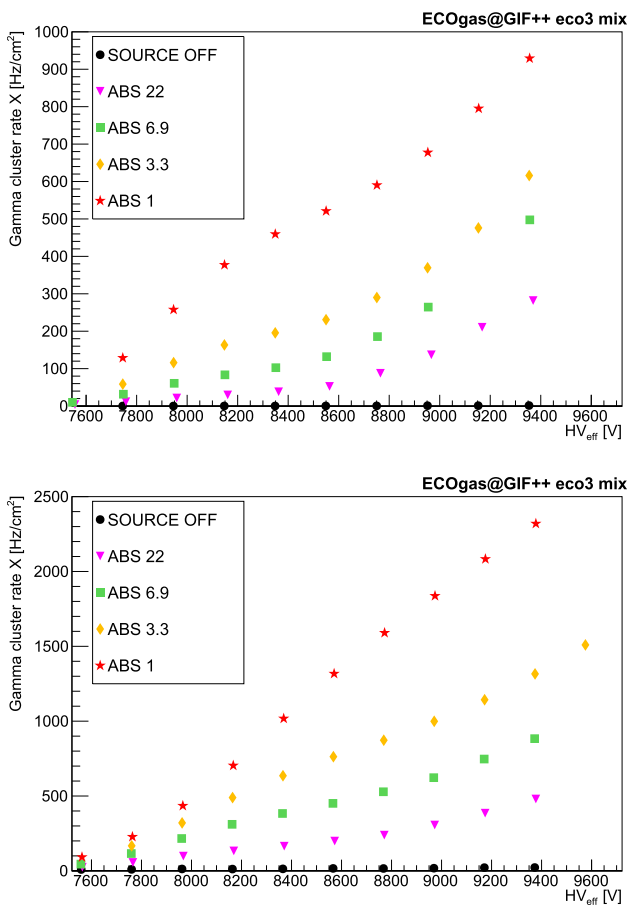 ECOgas@GIF++ eco3 mix
Gamma cluster rate X [Hz/cm²]
1000
900
800
700
600
500
400
300
200
100
0
SOURCE OFF
ABS 22
ABS 6.9
ABS 3.3
ABS 1
7600 7800 8000 8200 8400 8600 8800 9000 9200 9400 9600
HV_eff [V]
ECOgas@GIF++ eco3 mix
Gamma cluster rate X [Hz/cm²]
2500
2000
1500
1000
500
0
SOURCE OFF
ABS 22
ABS 6.9
ABS 3.3
ABS 1
7600 7800 8000 8200 8400 8600 8800 9000 9200 9400 9600
HV_eff [V]